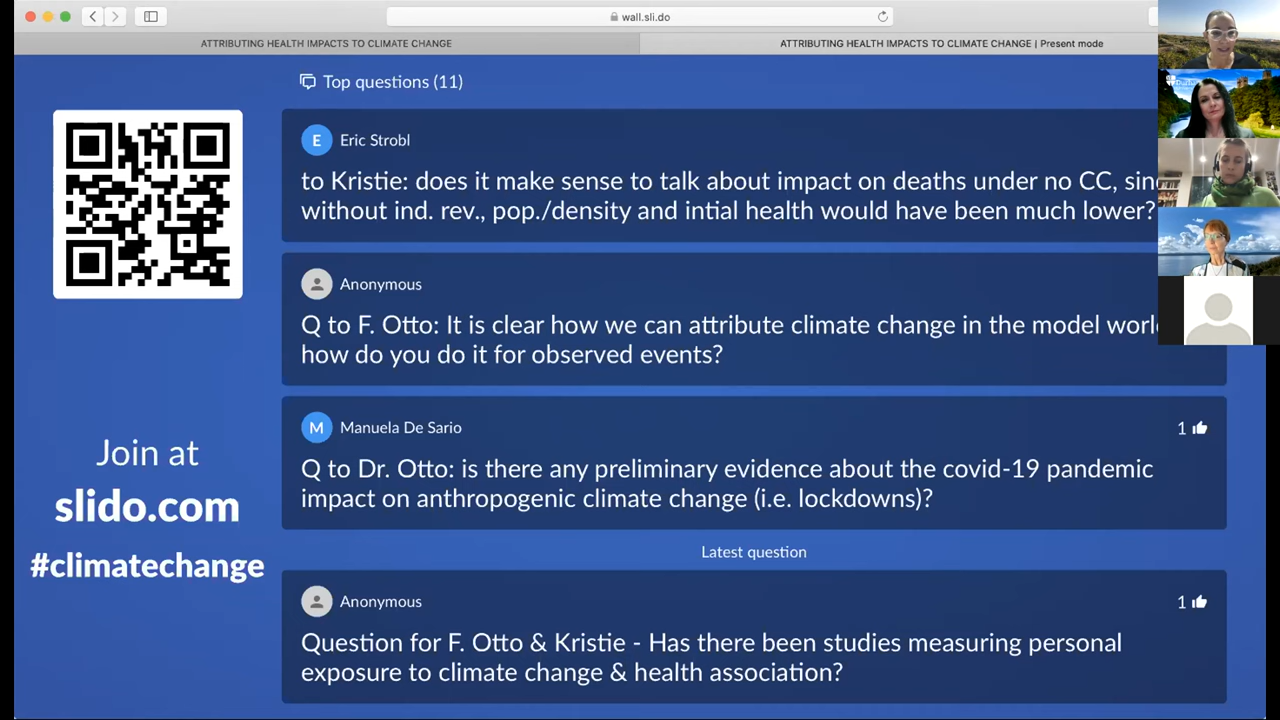 wall.sli.do
ATTRIBUTING HEALTH IMPACTS TO CLIMATE CHANGE
ATTRIBUTING HEALTH IMPACTS TO CLIMATE CHANGE | Present mode
Top questions (11)
E
Eric Strobl
to Kristie: does it make sense to talk about impact on deaths under no CC,
without ind. rev., pop./density and intial health would have been much lower?
Anonymous
Q to F. Otto: It is clear how we can attribute climate change in the model
how do you do it for observed events?
M
Manuela De Sario
1
Q to Dr. Otto: is there any preliminary evidence about the covid-19 pandemic
impact on anthropogenic climate change (i.e. lockdowns)?
Join at
slido.com
#climatechange
Latest question
Anonymous
1
Question for F. Otto & Kristie - Has there been studies measuring personal
exposure to climate change & health association?